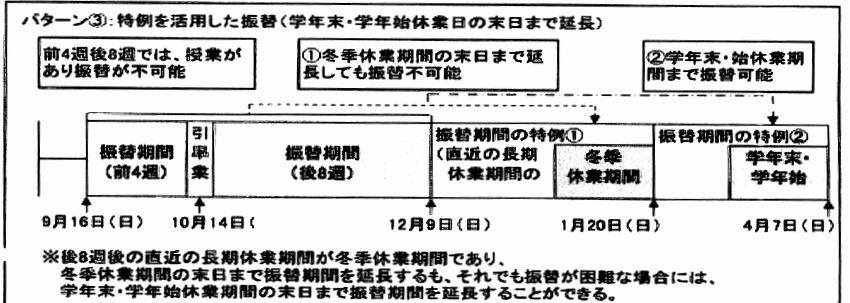 パターン③:特例を活用した振替(学年末・学年始休業日の末日まで延長)
前4週後8週では、授業が
あり振替が不可能
①冬季休業期間の末日まで延
長しても振替不可能
②学年末・始休業期
間まで振替可能
振替期間
(前4週)
引
率
業
振替期間
(後8週)
振替期間の特例①
(直近の長期
休業期間の
冬季
休業期間
振替期間の特例②
学年末・
学年始
9月16日(日)
10月14日(
12月9日(日)
1月20日(日)
4月7日(日)
※後8週後の直近の長期休業期間が冬季休業期間であり、
冬季休業期間の末日まで振替期間を延長するも、それでも振替が困難な場合には、
学年末・学年始休業期間の末日まで振替期間を延長することができる。